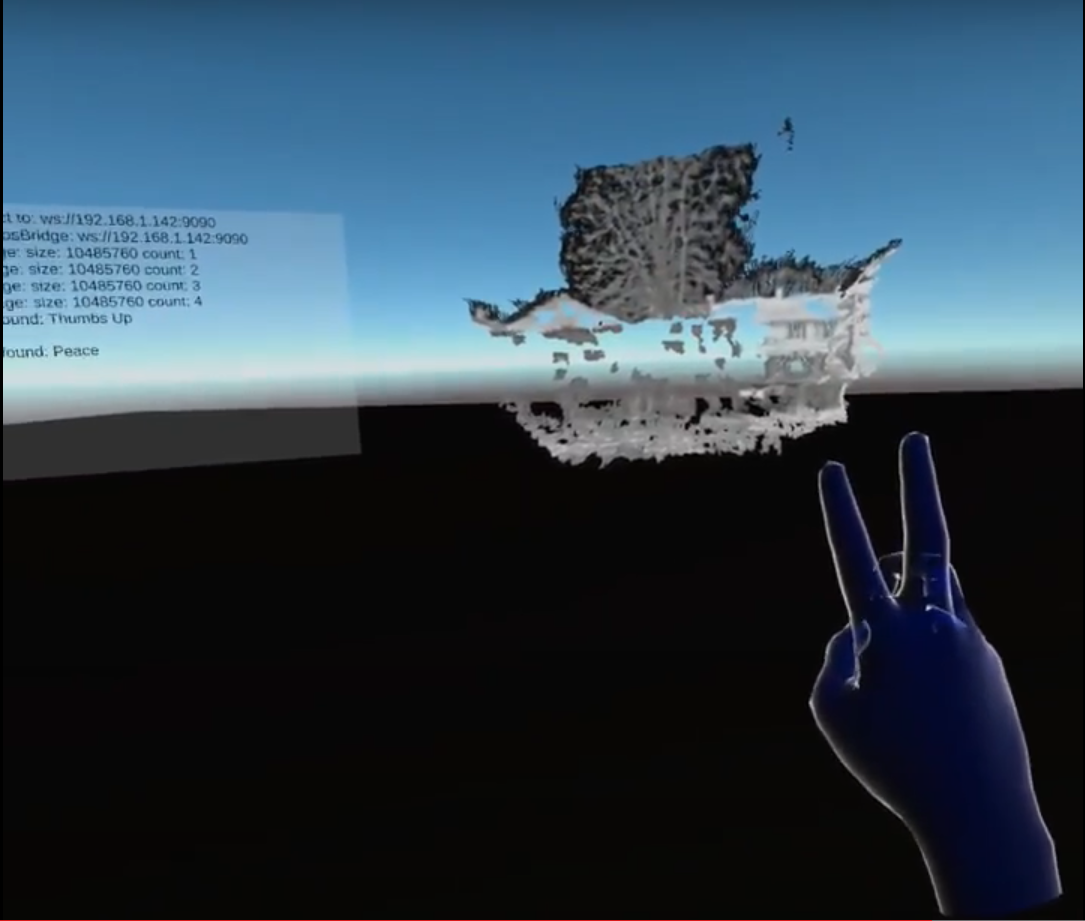 ct to: ws://192.168.1.142:9090
osBridge: ws://192.168.1.142:9090
ge: size: 10485760 count: 1
ge: size: 10485760 count: 2
ge: size: 10485760 count: 3
ge: size: 10485760 count: 4
ound: Thumbs Up
found: Peace